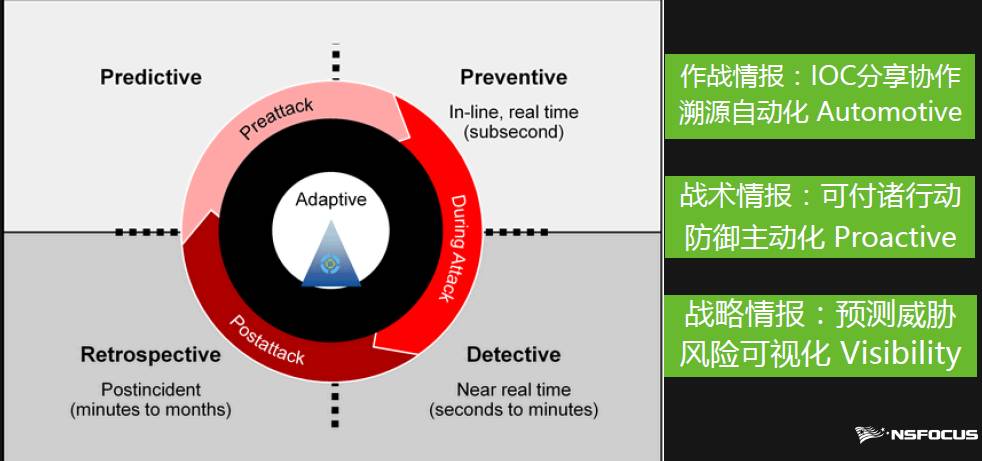 Predictive
Preventive
In-line, real time
(subsecond)
Preattack
Adaptive
During Attack
Postattack
Retrospective
Postincident
(minutes to months)
Detective
Near real time
(seconds to minutes)
作战情报：IOC分享协作
溯源自动化 Automotive
战术情报：可付诸行动
防御主动化 Proactive
战略情报：预测威胁
风险可视化 Visibility
NSFOCUS